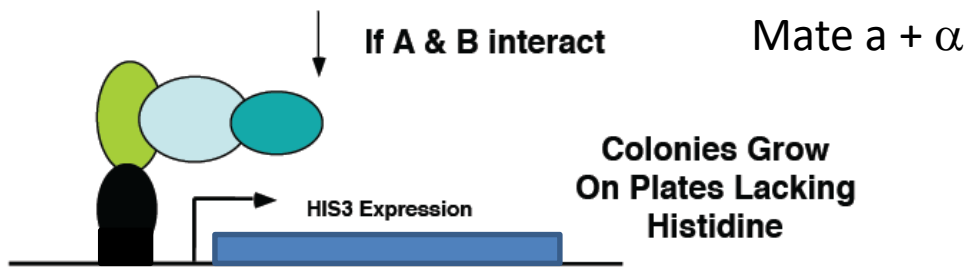 If A & B interact
Mate a + α
HIS3 Expression
Colonies Grow
On Plates Lacking
Histidine